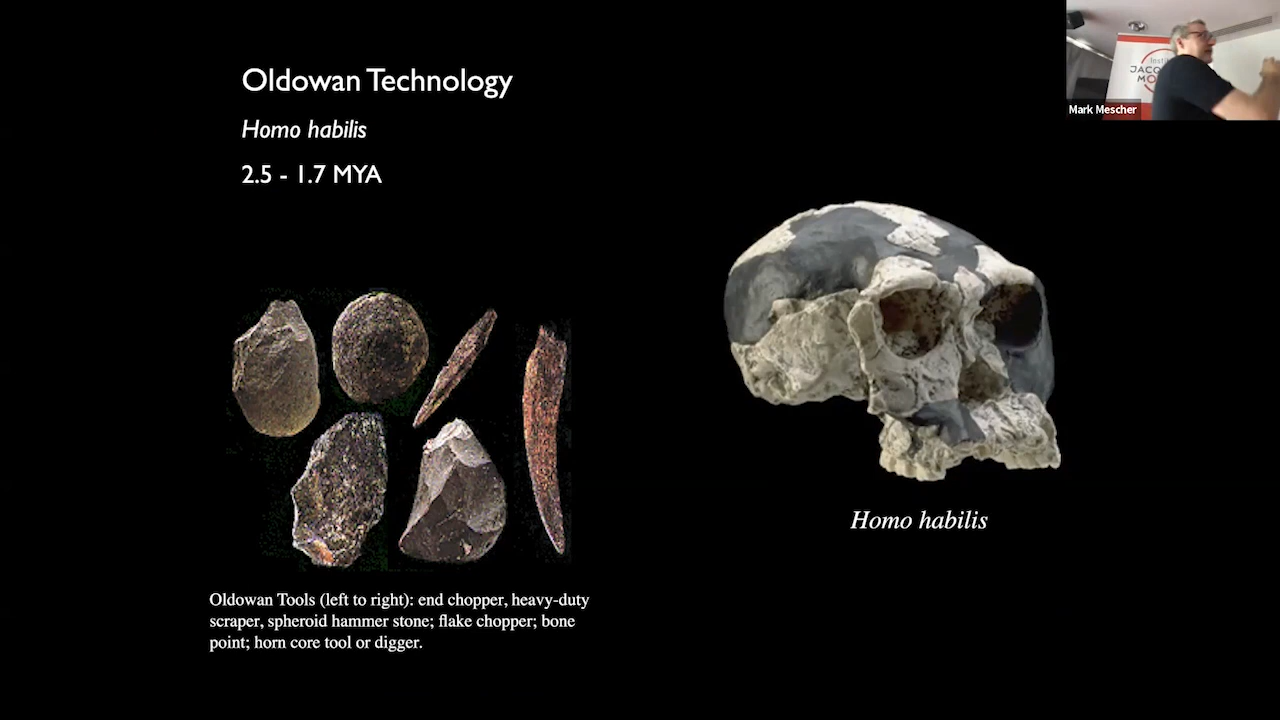 Oldowan Technology
Homo habilis
2.5 - 1.7 MYA
Homo habilis
Oldowan Tools (left to right): end chopper, heavy-duty
scraper, spheroid hammer stone; flake chopper; bone
point; horn core tool or digger.
Mark Mescher